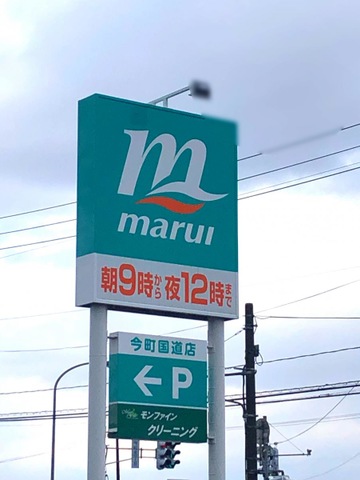 m
marui
朝9時から夜12時まで
今町国道店
←P
モンファイン
クリーニング